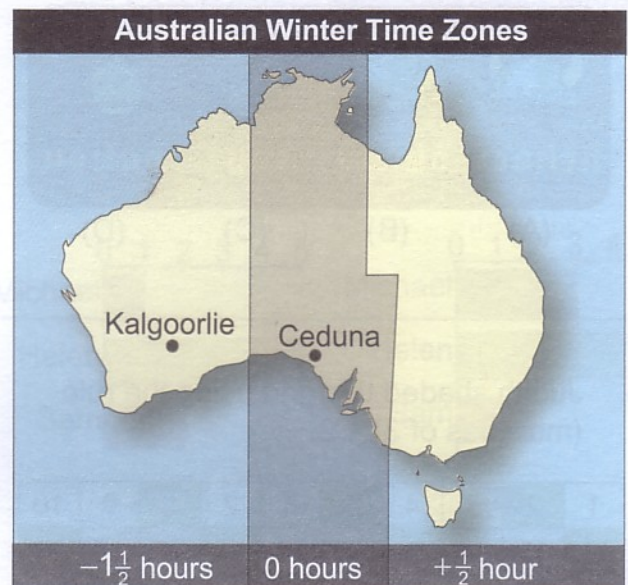 Australian Winter Time Zones
Kalgoorlie
Ceduna
−1½ hours
0 hours
+½ hour